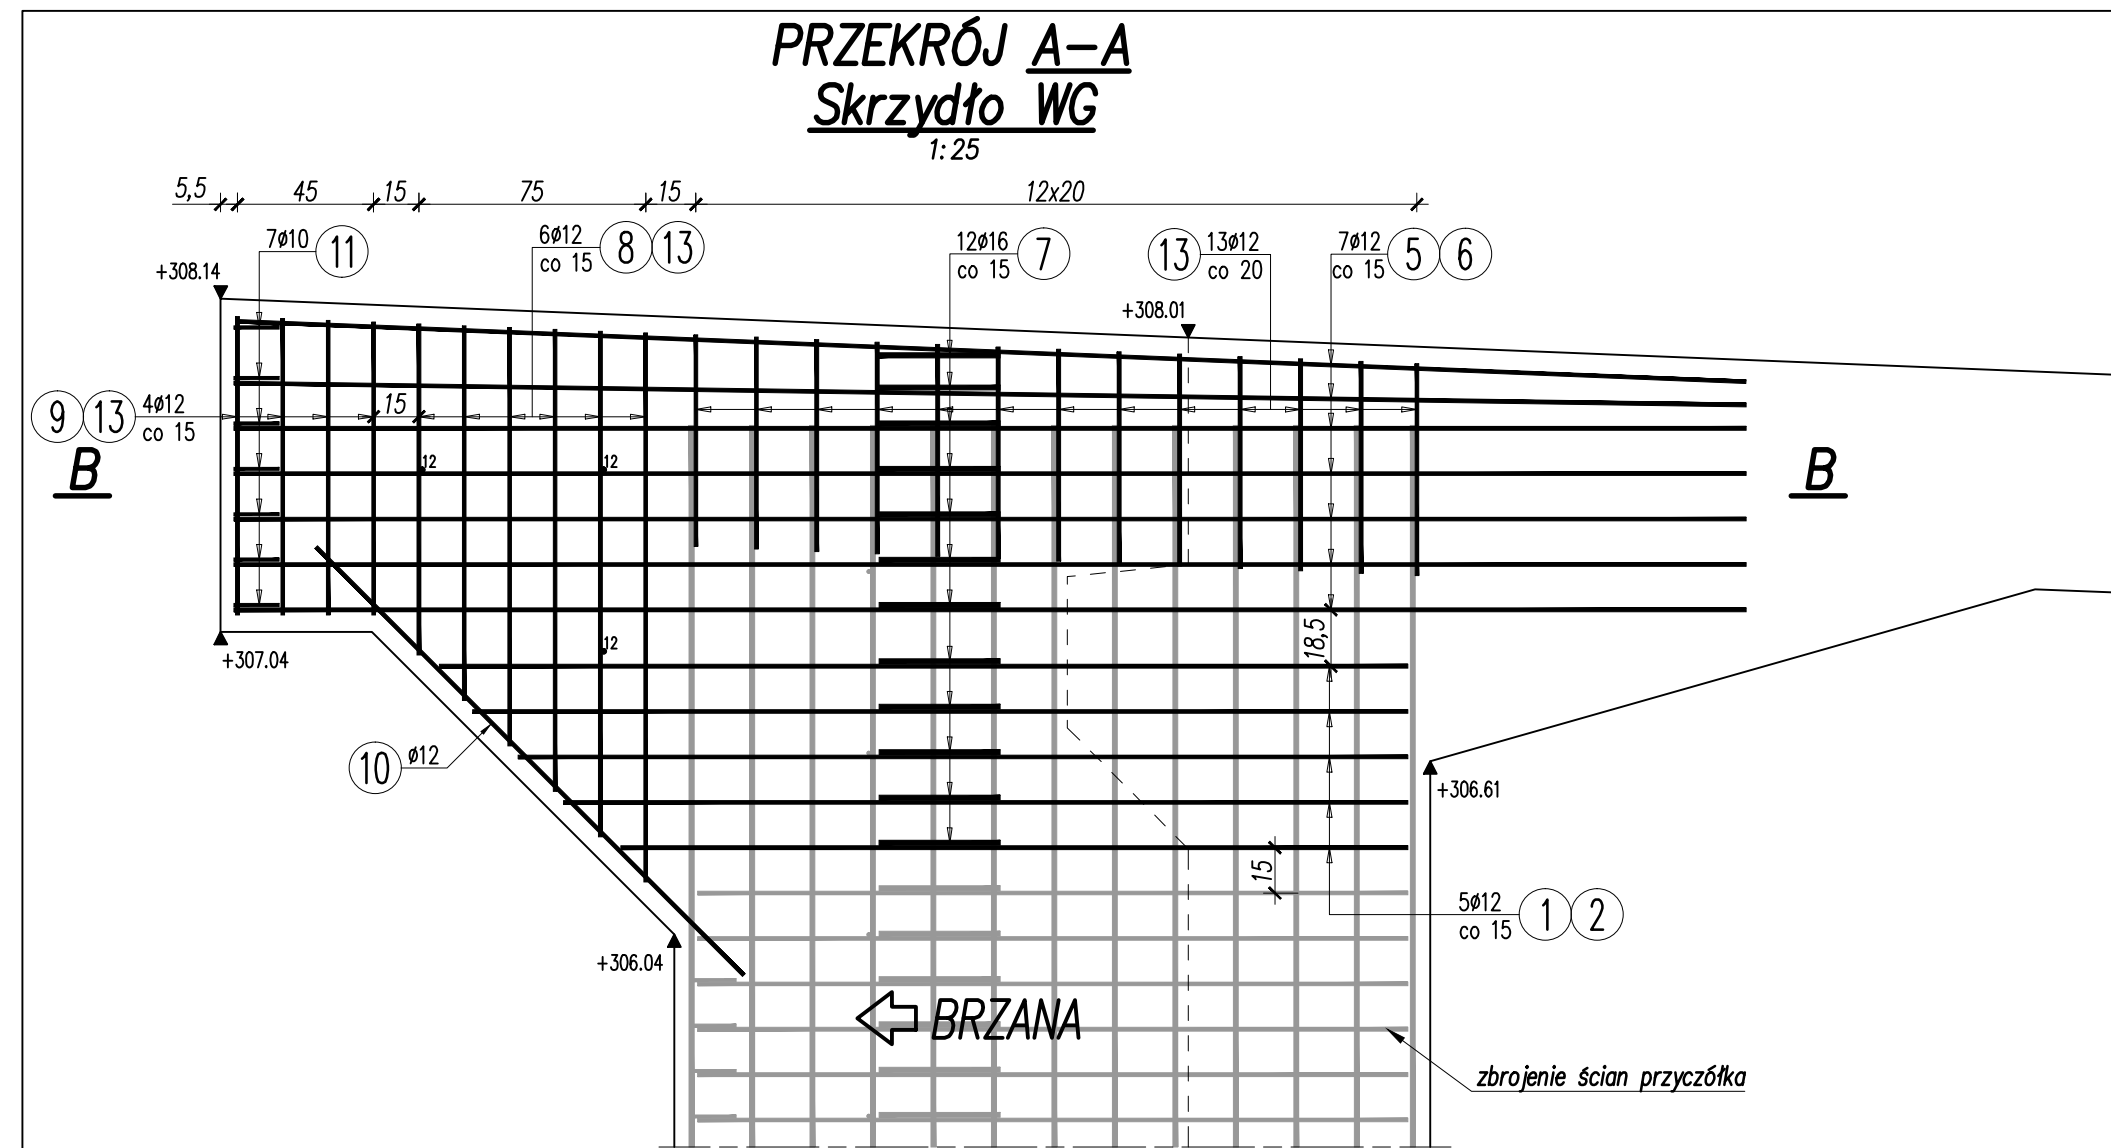 PRZEKRÓJ A-A
Skrzydło WG
1:25
5,5 45 15 75 15 12x20
7ø10 11
6ø12 8 13
co 15
12ø16 7
co 15
13 13ø12
co 20
7ø12 5 6
co 15
+308.14
+308.01
9 13 4ø12
co 15
15
B
12
12
B
18,5
12
+307.04
10 ø12
+306.61
15
5ø12 1 2
co 15
+306.04
BRZANA
zbrojenie ścian przyczółka